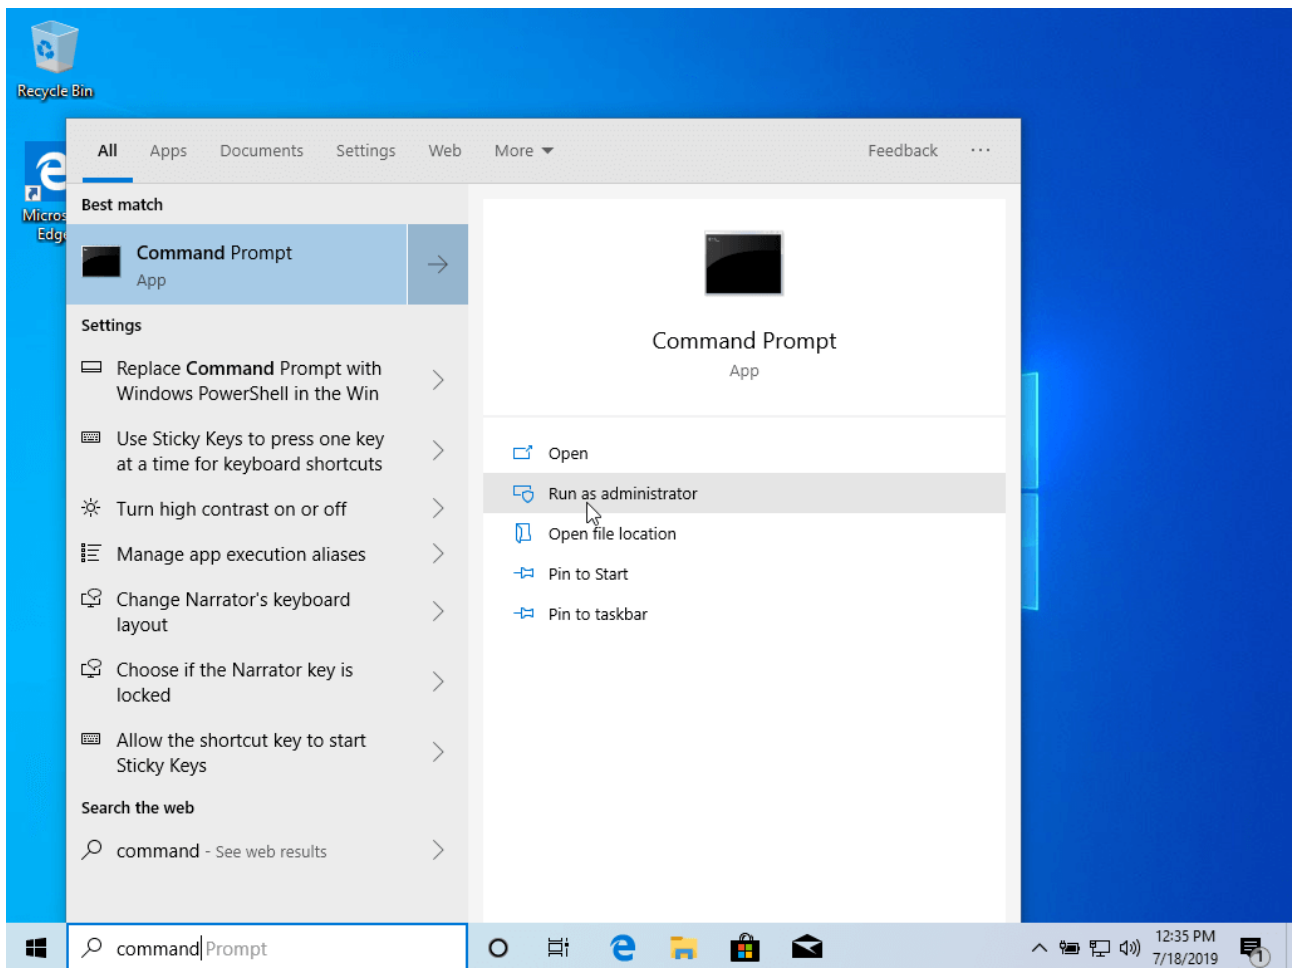 Recycle Bin
All Apps Documents Settings Web More Feedback ...
Micros
Edge
Best match
Command Prompt
App
Settings
Replace Command Prompt with
Windows PowerShell in the Win
Use Sticky Keys to press one key
at a time for keyboard shortcuts
Turn high contrast on or off
Manage app execution aliases
Change Narrator's keyboard
layout
Choose if the Narrator key is
locked
Allow the shortcut key to start
Sticky Keys
Search the web
command - See web results
Command Prompt
App
Open
Run as administrator
Open file location
Pin to Start
Pin to taskbar
command Prompt
12:35 PM
7/18/2019
1